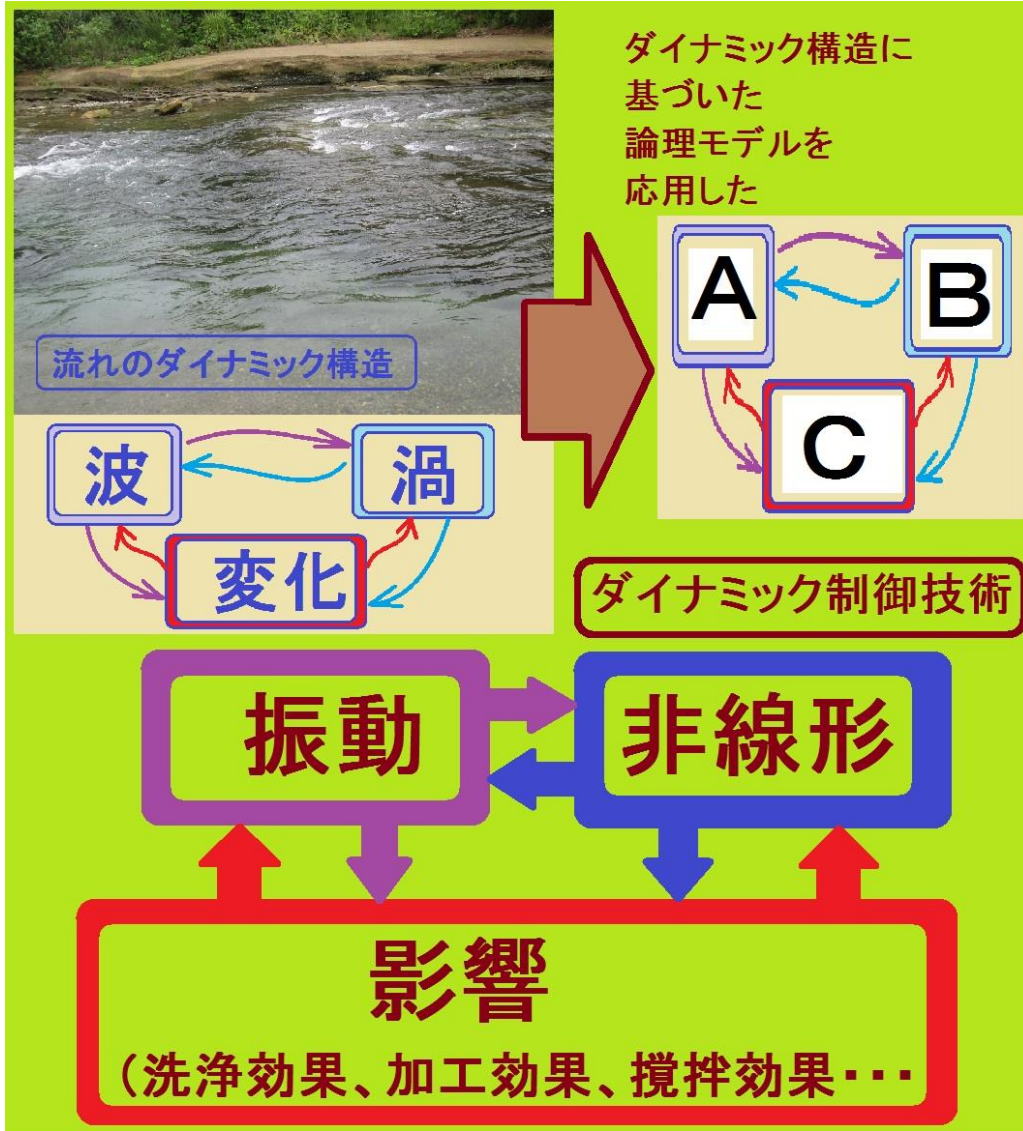 ダイナミック構造に
基づいた
論理モデルを
応用した
流れのダイナミック構造
A
B
C
波
渦
変化
ダイナミック制御技術
振動
非線形
影響
(洗浄効果、加工効果、攪拌効果・・・